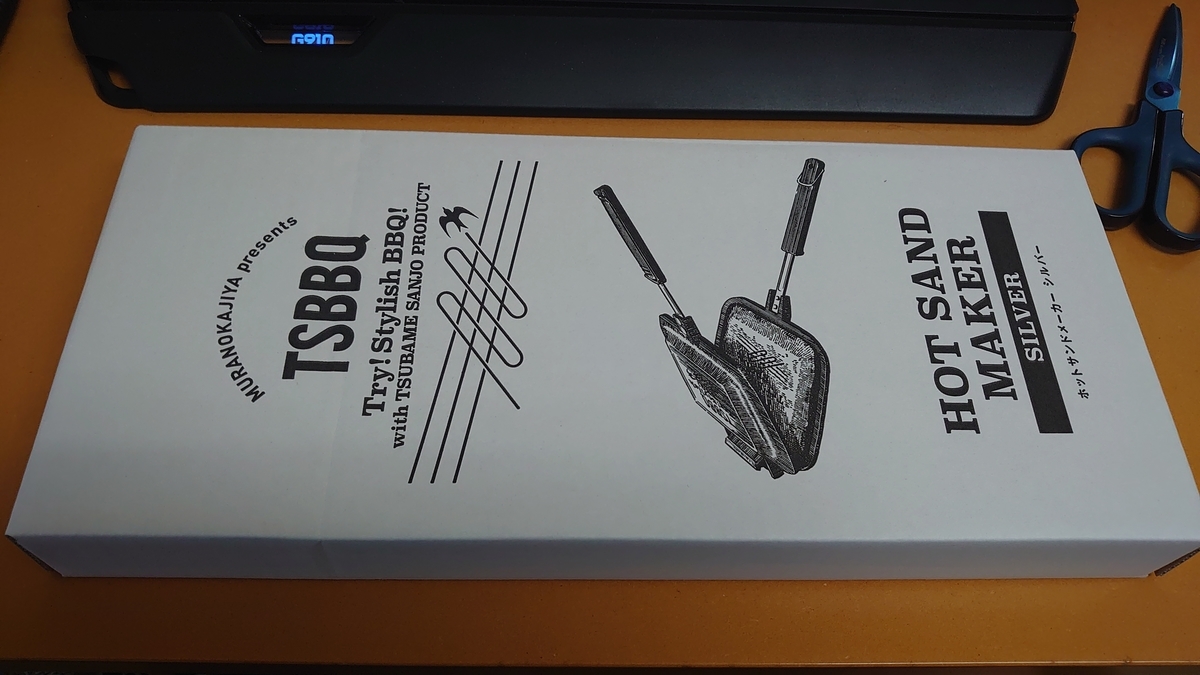 G910
MURANOKAJIYA presents
TSBBQ
Try! Stylish BBQ!
with TSUBAME SANJO PRODUCT
HOT SAND
MAKER
SILVER
ホットサンドメーカー シルバー